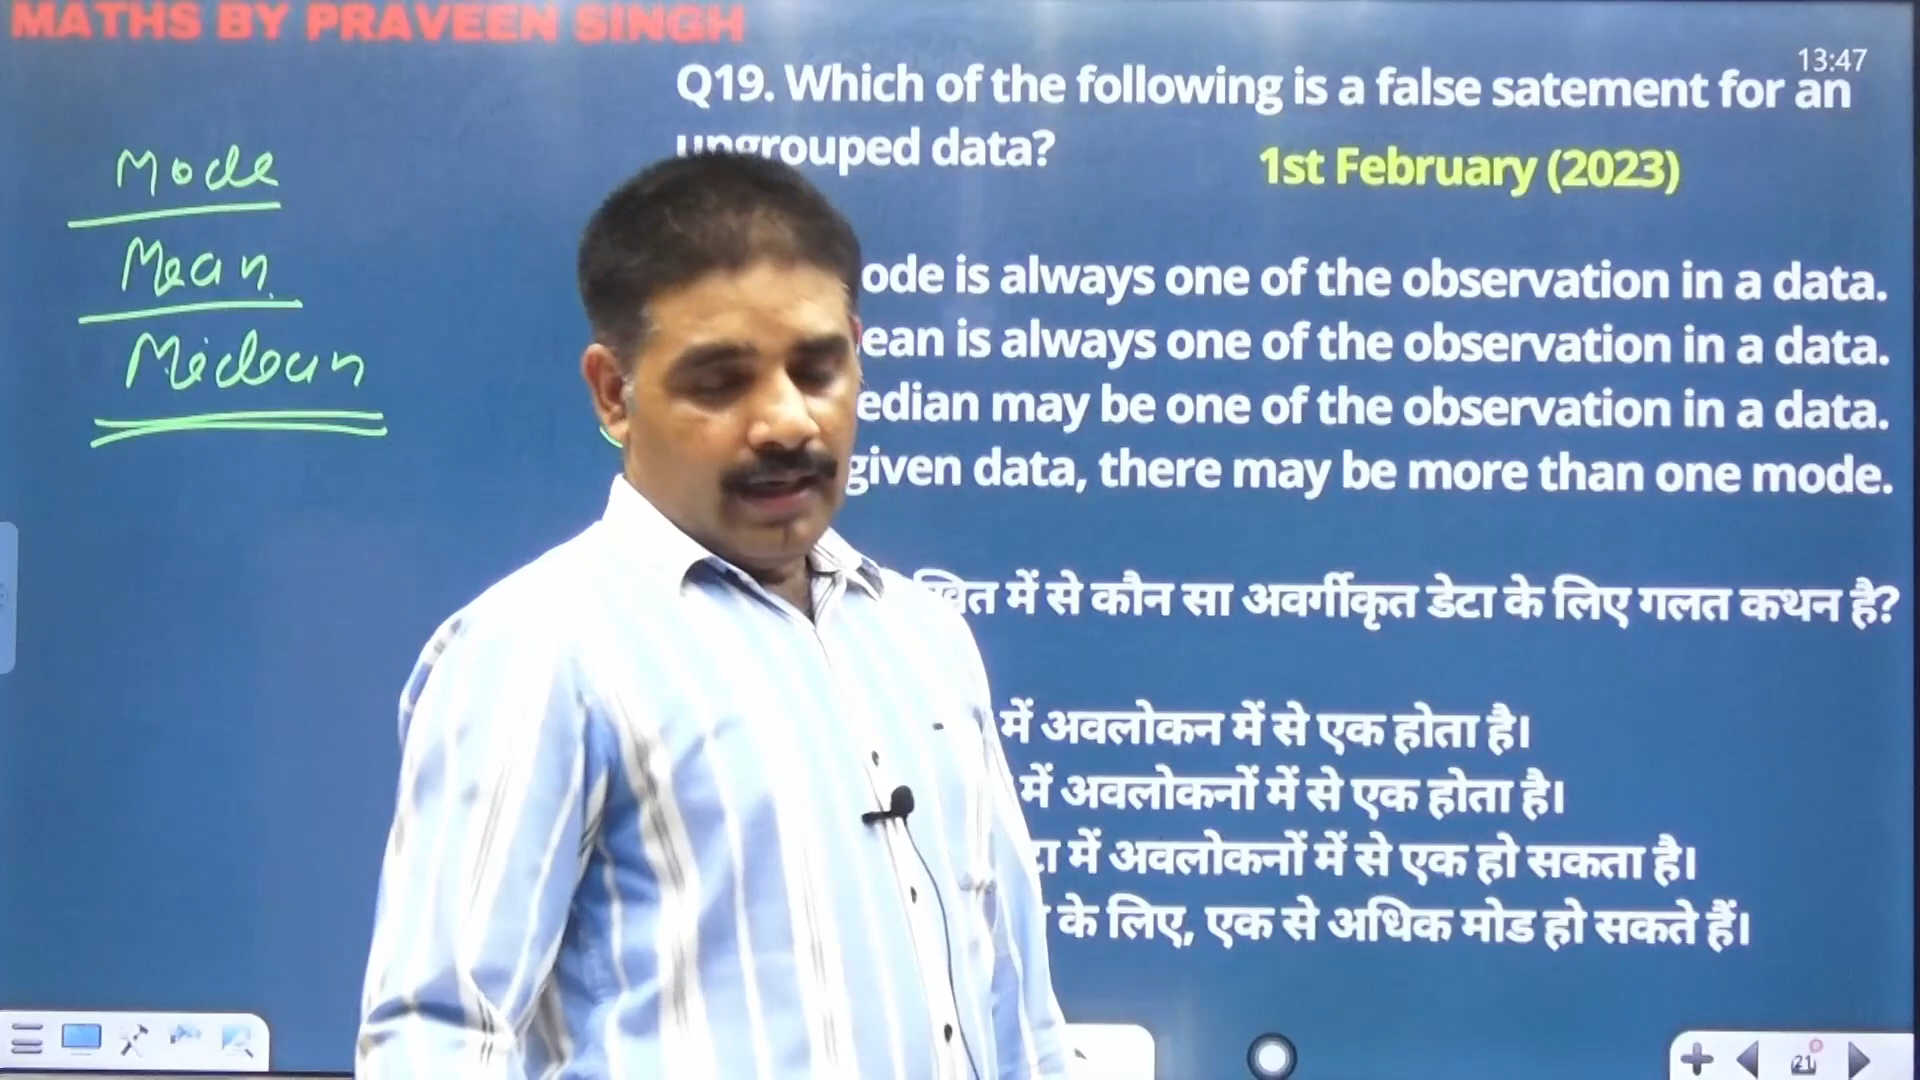 MATHS BY PRAVEEN SINGH
13:47
Q19. Which of the following is a false satement for an
ungrouped data?
1st February (2023)
Mode
Mean
Median
ode is always one of the observation in a data.
ean is always one of the observation in a data.
edian may be one of the observation in a data.
given data, there may be more than one mode.
में से कौन सा अवर्गीकृत डेटा के लिए गलत कथन है?
में अवलोकन में से एक होता है।
में अवलोकनों में से एक होता है।
में अवलोकनों में से एक हो सकता है।
के लिए, एक से अधिक मोड हो सकते हैं।
21